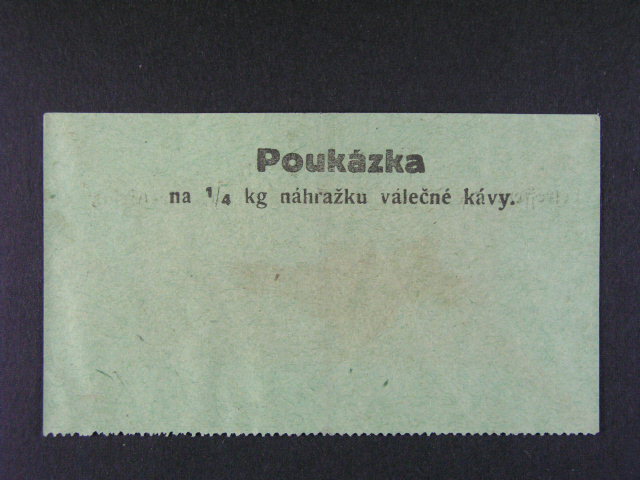 Poukázka
na 1/4 kg náhražku válečné kávy.